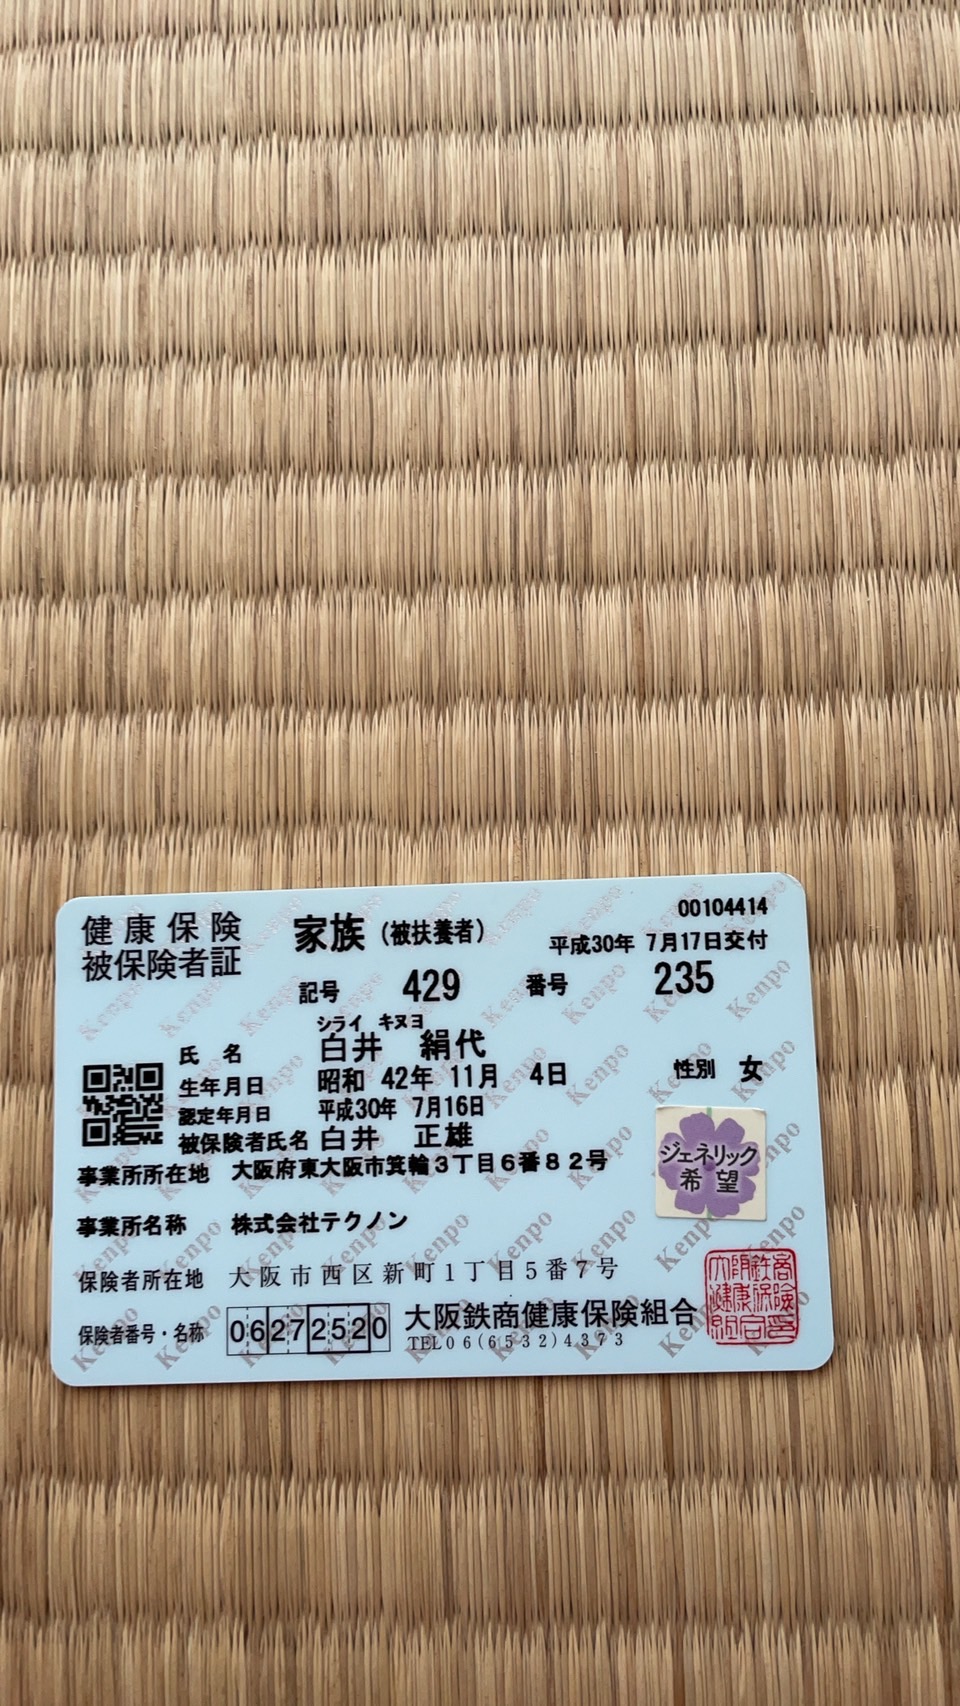 健康保険 家族(被扶養者) 00104414
被保険者証 平成30年 7月17日交付
記号 429 番号 235
シライ キヌヨ
氏名 白井 絹代
生年月日 昭和 42年 11月 4日 性別 女
認定年月日 平成30年 7月16日
被保険者氏名 白井 正雄
事業所所在地 大阪府東大阪市箕輪3丁目6番82号
ジェネリック
希望
事業所名称 株式会社テクノン
保険者所在地 大阪市西区新町1丁目5番7号
保険者番号・名称 06272520 大阪鉄商健康保険組合
TEL06(6532)4373
Kenpo